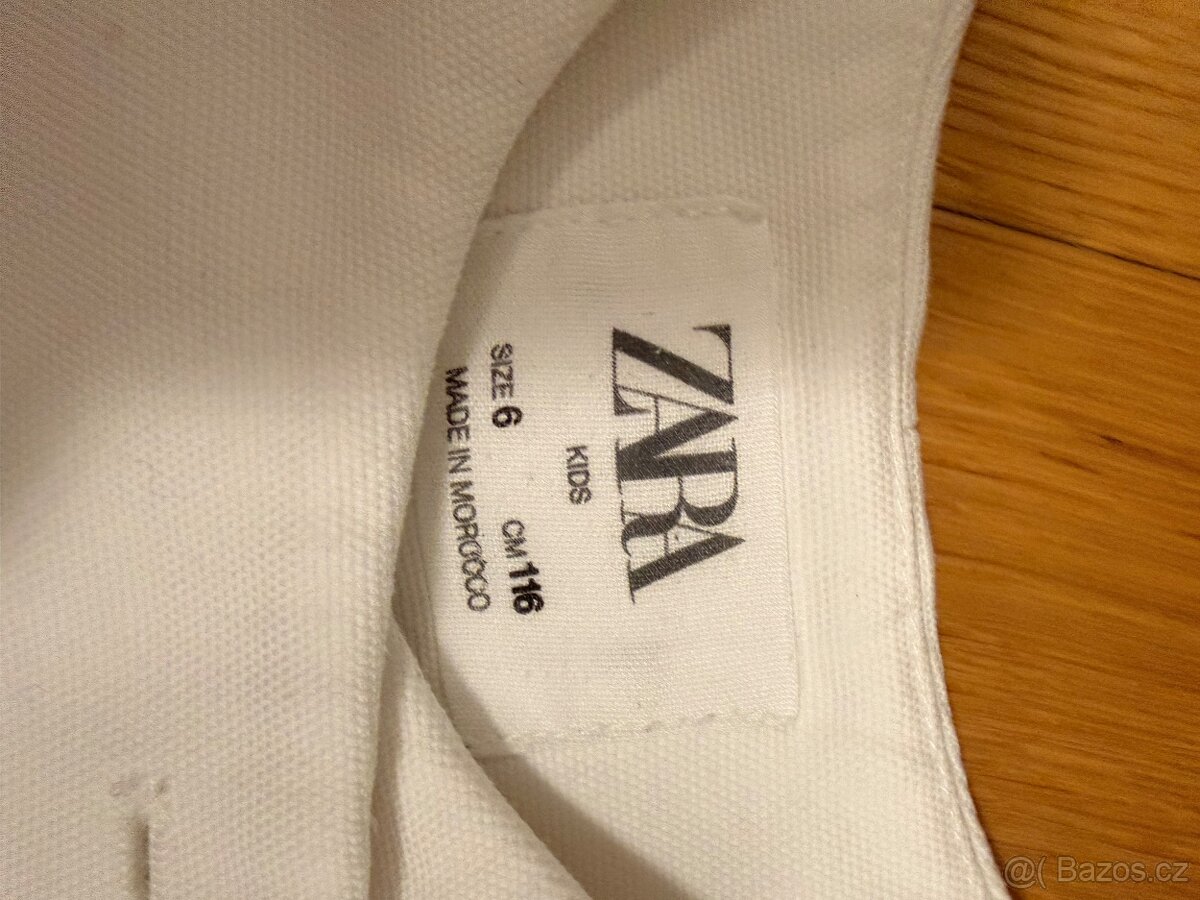 ZARA
KIDS
SIZE 6 CM 116
MADE IN MOROCCO
@( Bazos.cz